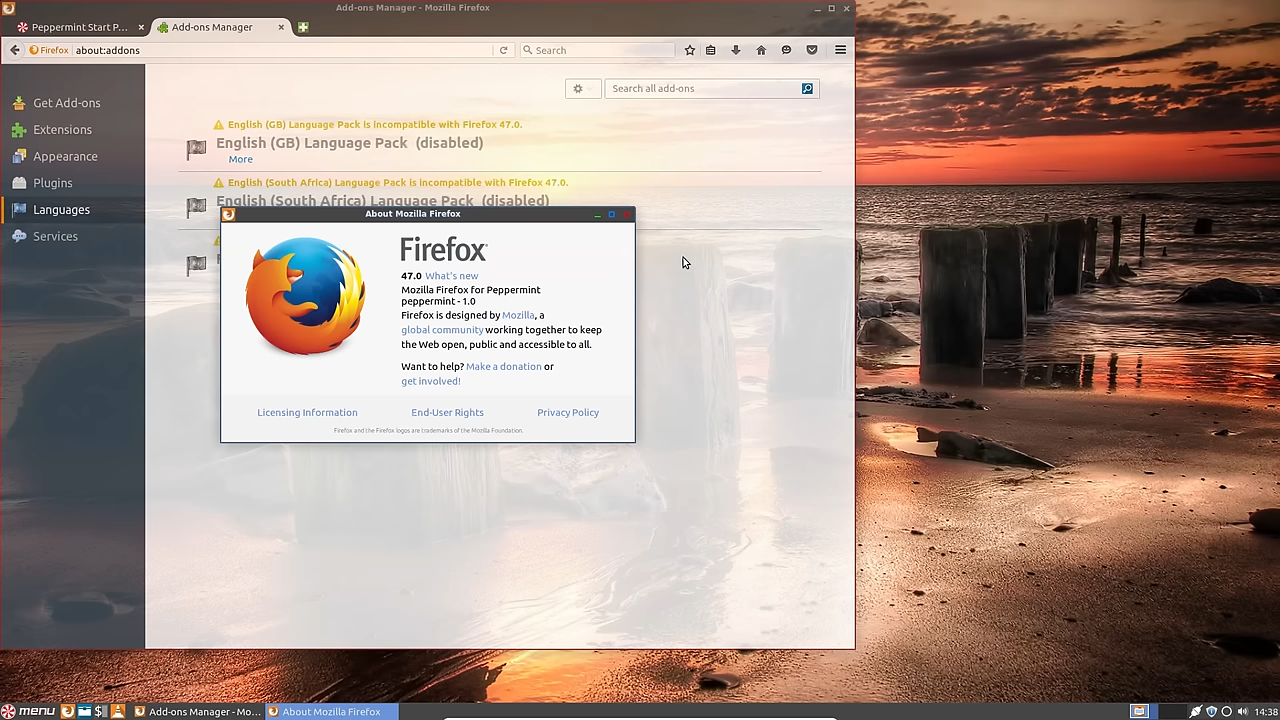 Add-ons Manager - Mozilla Firefox
Peppermint Start P...
Add-ons Manager
Firefox
about:addons
Search
Get Add-ons
Extensions
Appearance
Plugins
Languages
Services
Search all add-ons
English (GB) Language Pack is incompatible with Firefox 47.0.
English (GB) Language Pack (disabled)
More
English (South Africa) Language Pack is incompatible with Firefox 47.0.
English (South Africa) Language Pack (disabled)
About Mozilla Firefox
Firefox
47.0 What's new
Mozilla Firefox for Peppermint
peppermint - 1.0
Firefox is designed by Mozilla, a
global community working together to keep
the Web open, public and accessible to all.
Want to help? Make a donation or
get involved!
Licensing Information
End-User Rights
Privacy Policy
Firefox and the Firefox logos are trademarks of the Mozilla Foundation.
menu
$
Add-ons Manager - Mo...
About Mozilla Firefox
14:38